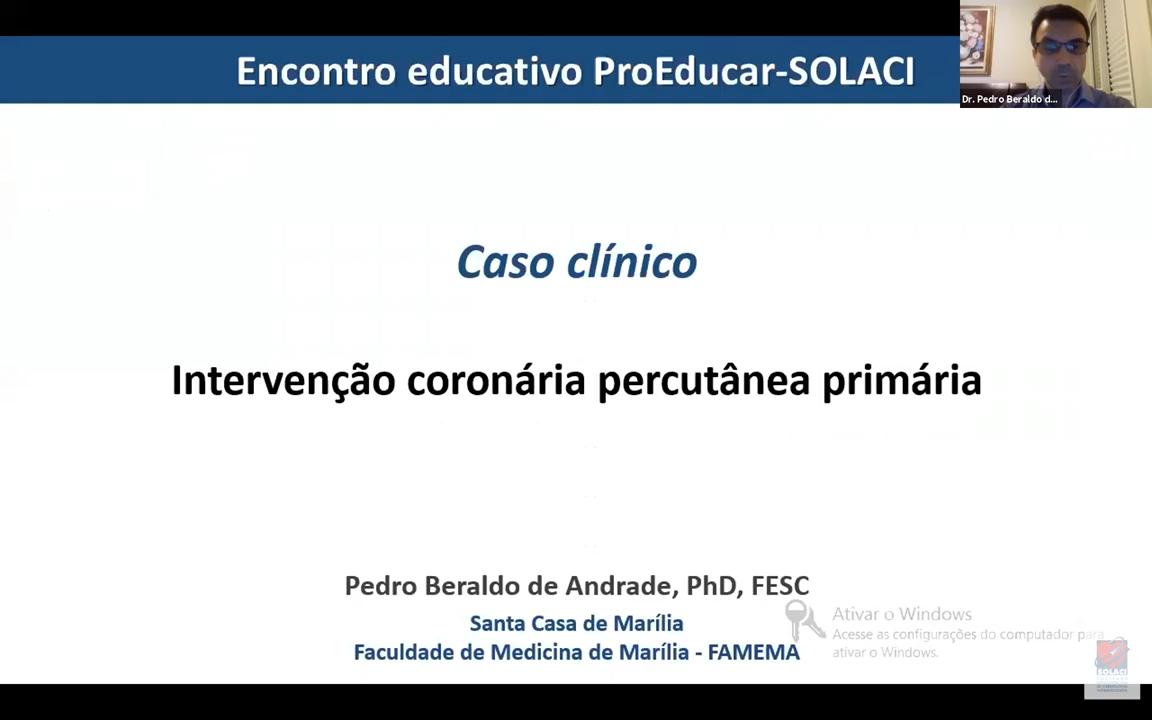 Encontro educativo ProEducar-SOLACI
Dr. Pedro Beraldo d...
Caso clínico
Intervenção coronária percutânea primária
Pedro Beraldo de Andrade, PhD, FESC
Santa Casa de Marília
Faculdade de Medicina de Marília - FAMEMA
Ativar o Windows
Acesse as configurações do computador para
ativar o Windows.
SOLACI